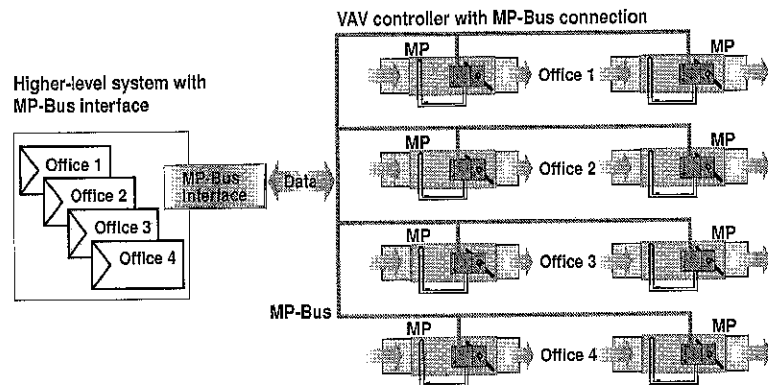 VAV controller with MP-Bus connection
MP
MP
Office 1
Higher-level system with
MP-Bus interface
Office 1
Office 2
Office 3
Office 4
MP-Bus
Interface
Data
MP
MP
Office 2
MP
MP
Office 3
MP-Bus
MP
MP
Office 4